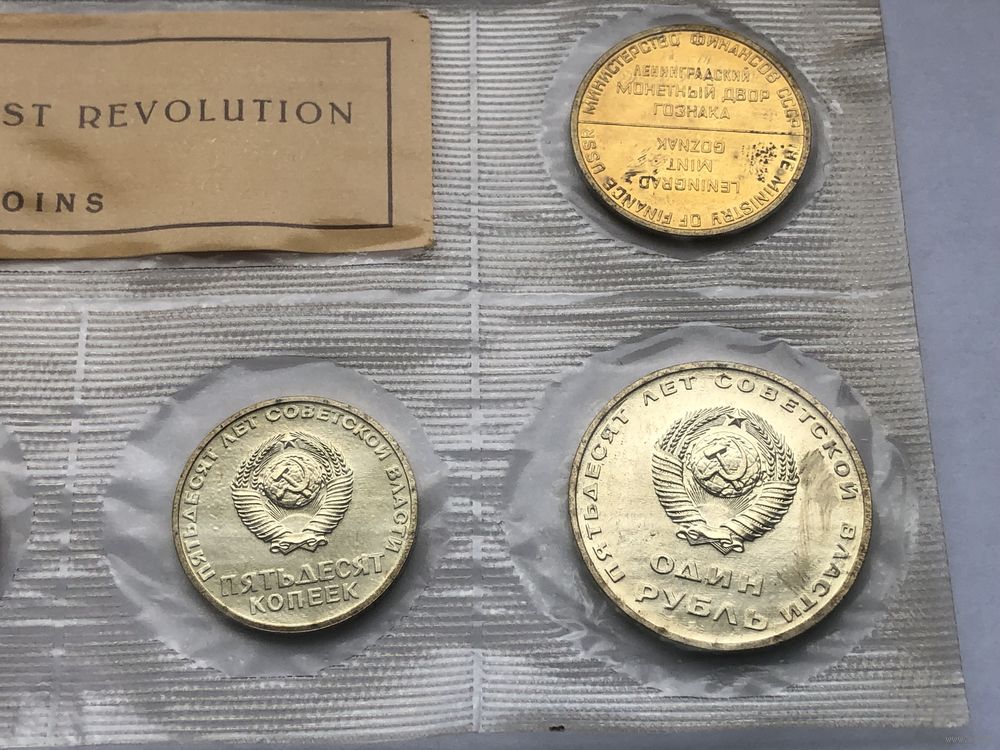 ST REVOLUTION
OINS
МИНИСТЕРСТВО ФИНАНСОВ СССР
ЛЕНИНГРАДСКИЙ
МОНЕТНЫЙ ДВОР
ГОЗНАКА
THE MINISTRY OF FINANCE USSR
LENINGRAD
MINT
GOZNAK
ПЯТЬДЕСЯТ ЛЕТ СОВЕТСКОЙ ВЛАСТИ
ПЯТЬДЕСЯТ
КОПЕЕК
ПЯТЬДЕСЯТ ЛЕТ СОВЕТСКОЙ ВЛАСТИ
ОДИН
РУБЛЬ